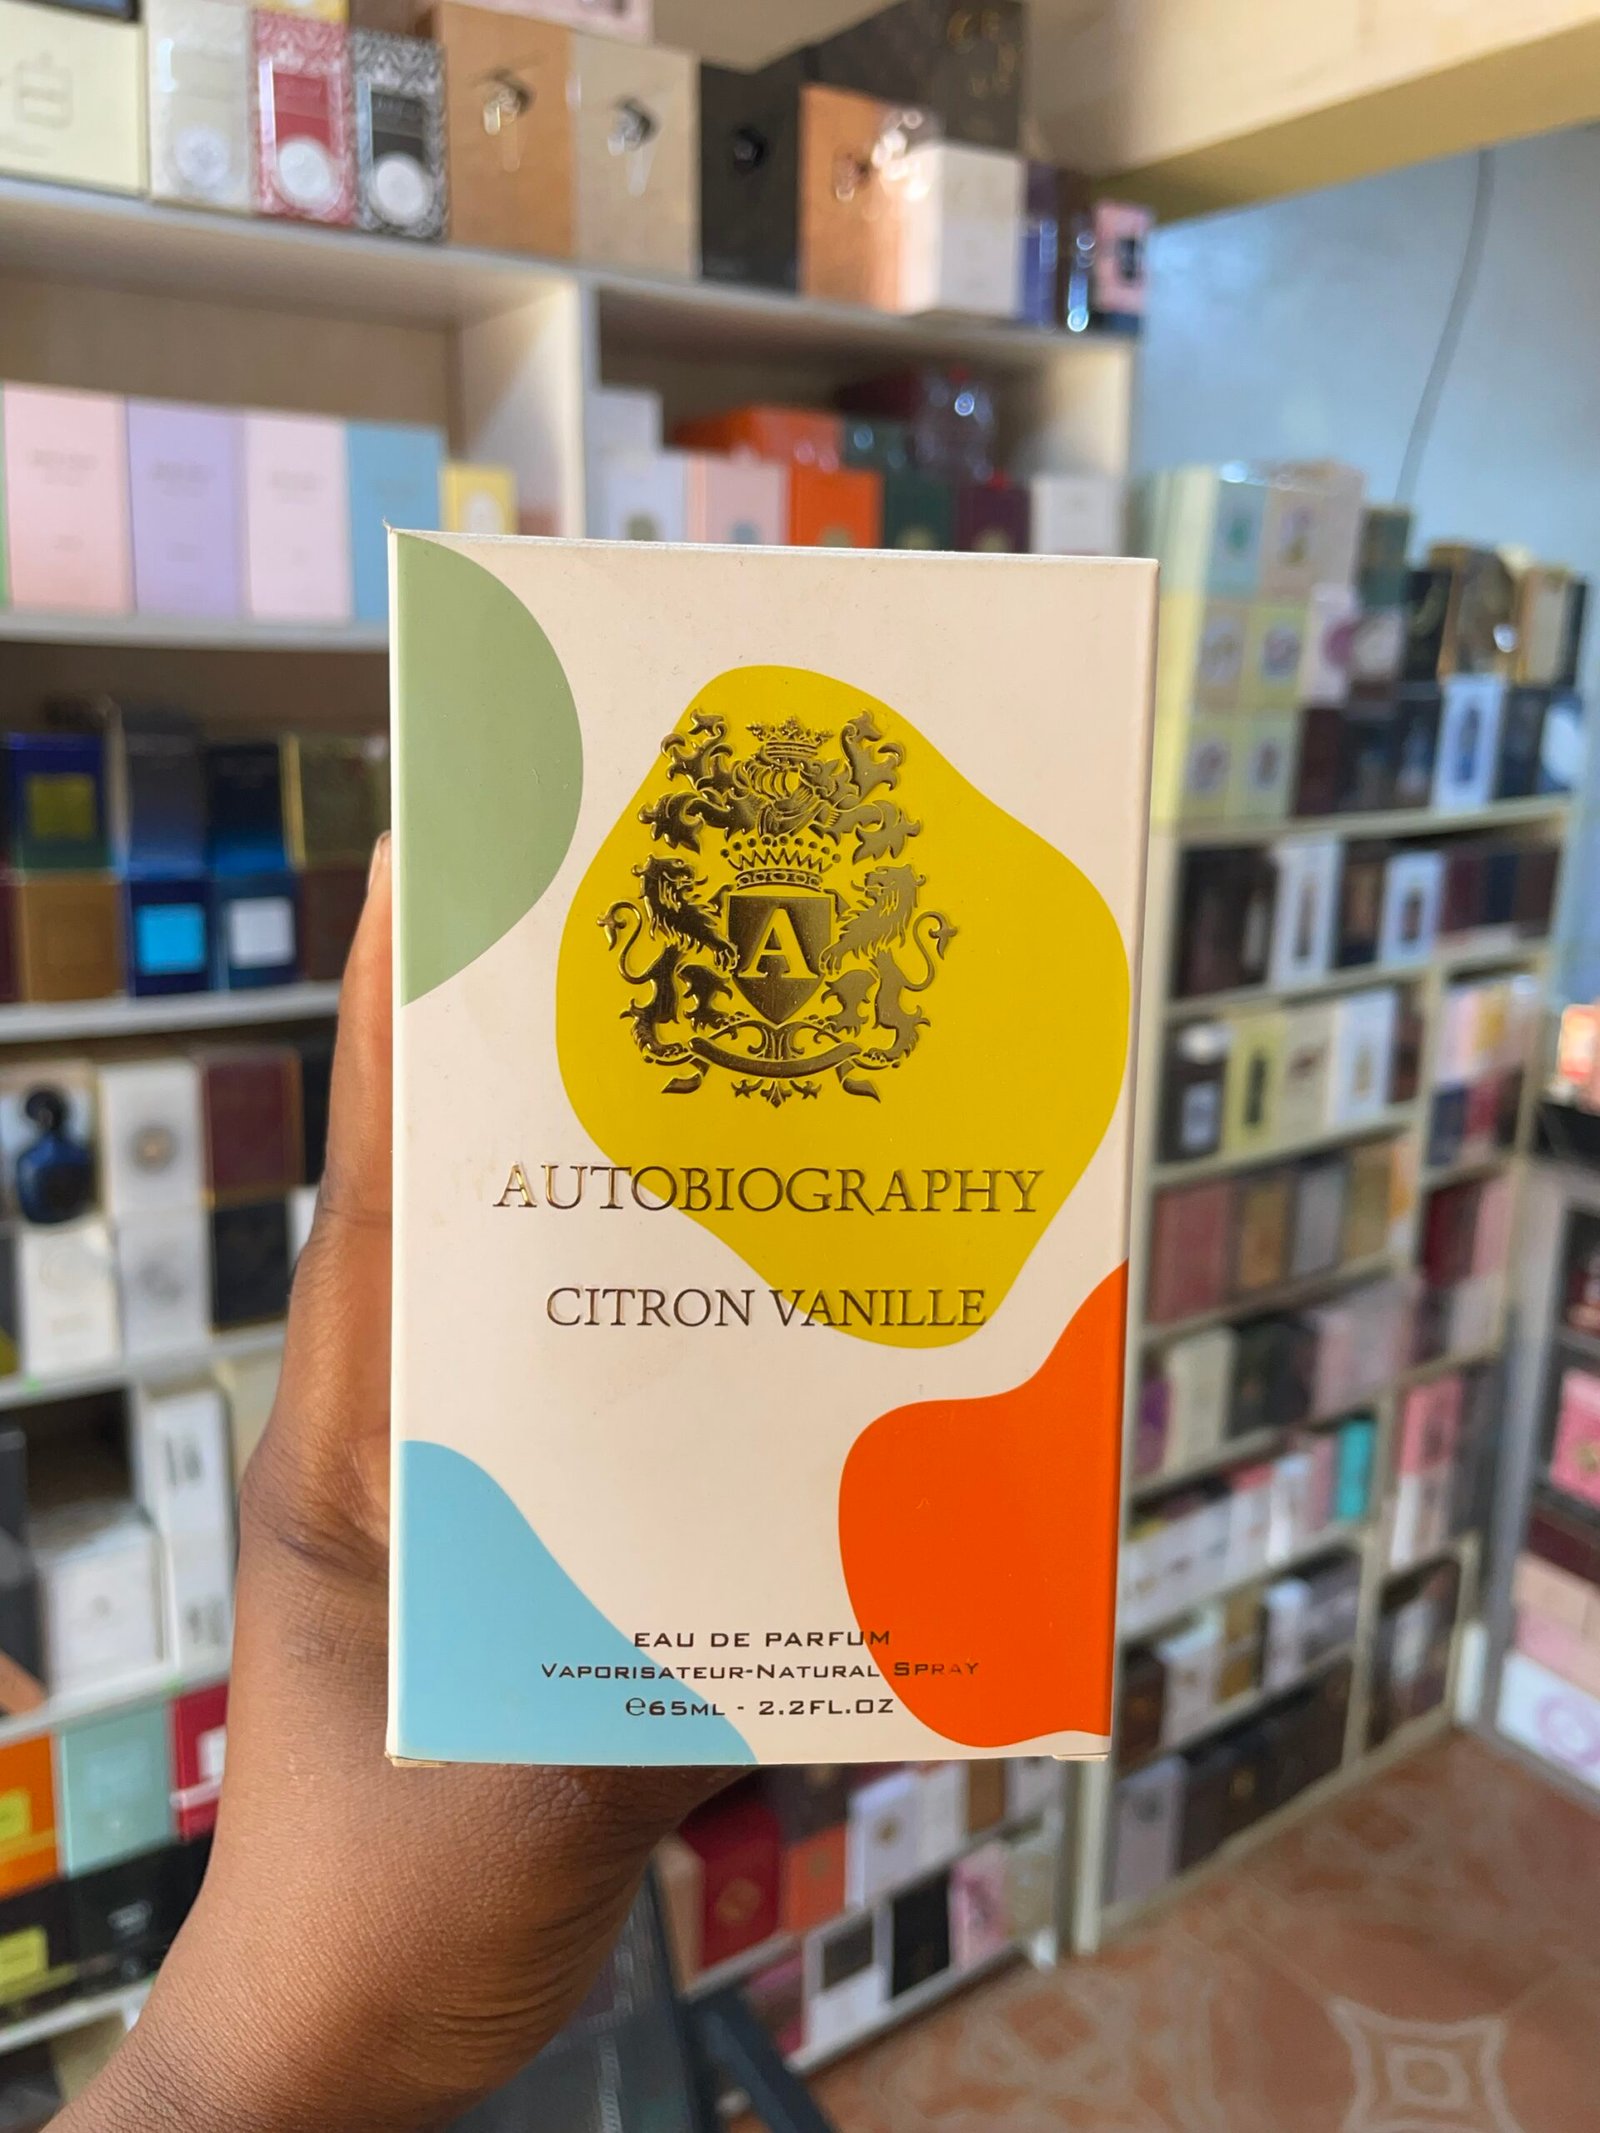 A
AUTOBIOGRAPHY
CITRON VANILLE
EAU DE PARFUM
VAPORISATEUR-NATURAL SPRAY
℮65ML - 2.2FL.OZ